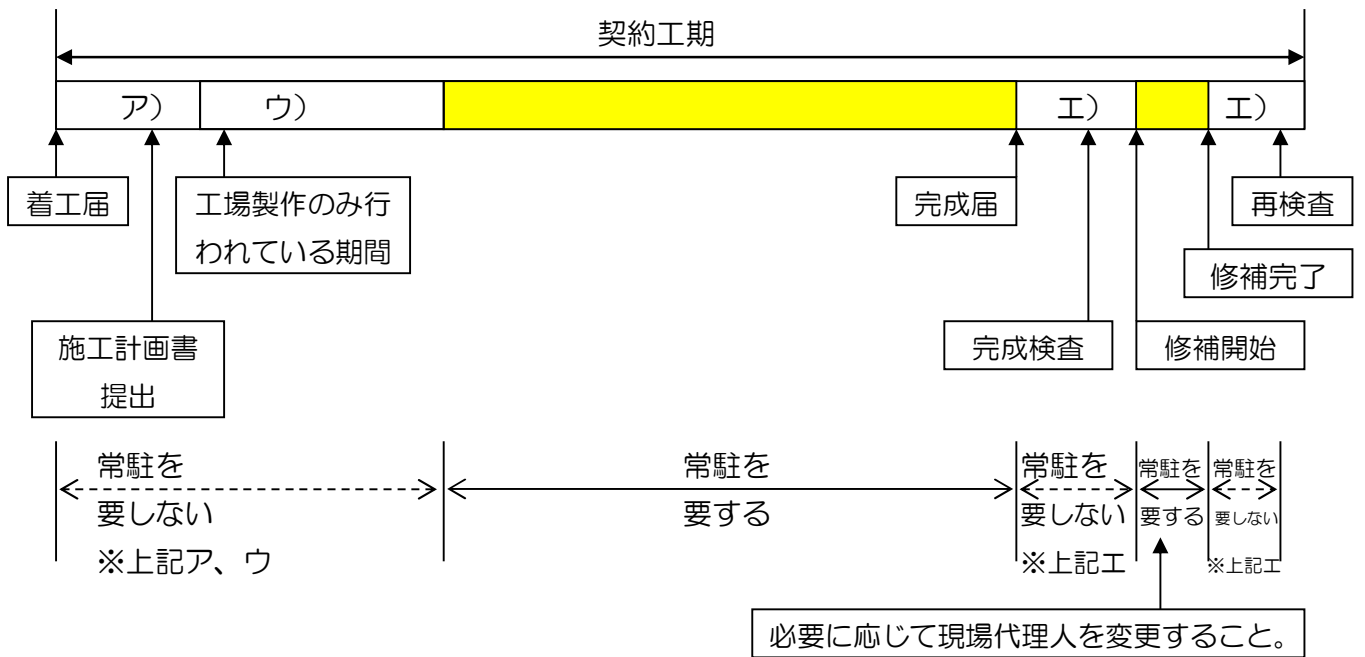 契約工期
ア)
ウ)
エ)
エ)
着工届
工場製作のみ行
われている期間
完成届
再検査
修補完了
施工計画書
提出
完成検査
修補開始
常駐を
要しない
※上記ア、ウ
常駐を
要する
常駐を
要しない
※上記エ
常駐を
要する
常駐を
要しない
※上記エ
必要に応じて現場代理人を変更すること。